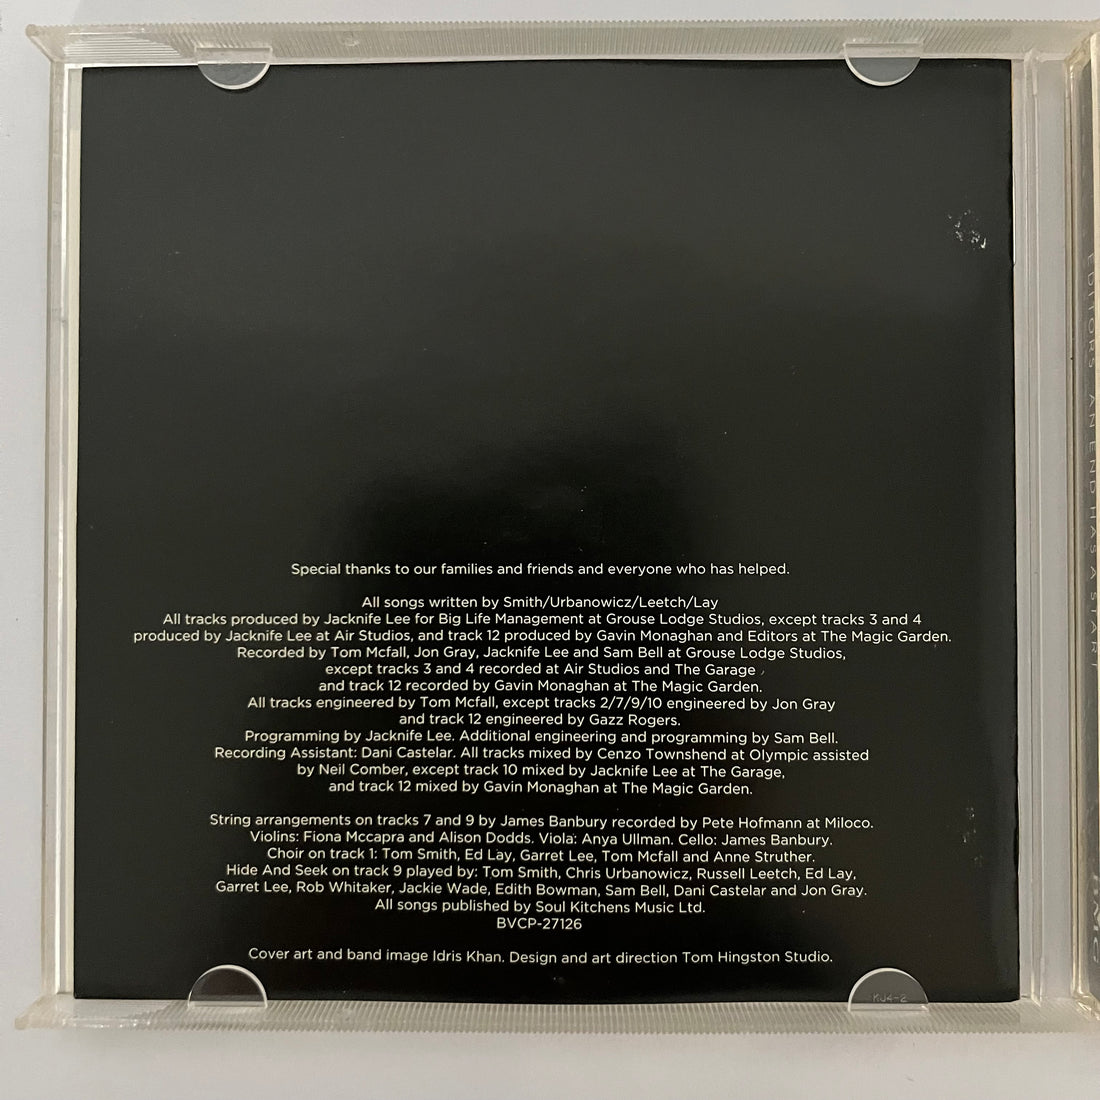 Special thanks to our families and friends and everyone who has helped.
All songs written by Smith/Urbanowicz/Leetch/Lay
All tracks produced by Jacknife Lee for Big Life Management at Grouse Lodge Studios, except tracks 3 and 4
produced by Jacknife Lee at Air Studios, and track 12 produced by Gavin Monaghan and Editors at The Magic Garden.
Recorded by Tom Mcfall, Jon Gray, Jacknife Lee and Sam Bell at Grouse Lodge Studios,
except tracks 3 and 4 recorded at Air Studios and The Garage
and track 12 recorded by Gavin Monaghan at The Magic Garden.
All tracks engineered by Tom Mcfall, except tracks 2/7/9/10 engineered by Jon Gray
and track 12 engineered by Gazz Rogers.
Programming by Jacknife Lee. Additional engineering and programming by Sam Bell.
Recording Assistant: Dani Castelar. All tracks mixed by Cenzo Townshend at Olympic assisted
by Neil Comber, except track 10 mixed by Jacknife Lee at The Garage,
and track 12 mixed by Gavin Monaghan at The Magic Garden.
String arrangements on tracks 7 and 9 by James Banbury recorded by Pete Hofmann at Miloco.
Violins: Fiona Mccapra and Alison Dodds. Viola: Anya Ullman. Cello: James Banbury.
Choir on track 1: Tom Smith, Ed Lay, Garret Lee, Tom Mcfall and Anne Struther.
Hide And Seek on track 9 played by: Tom Smith, Chris Urbanowicz, Russell Leetch, Ed Lay,
Garret Lee, Rob Whitaker, Jackie Wade, Edith Bowman, Sam Bell, Dani Castelar and Jon Gray.
All songs published by Soul Kitchens Music Ltd.
BVCP-27126
Cover art and band image Idris Khan. Design and art direction Tom Hingston Studio.
KU4-2
EDITORS AN END HAS A START
BMG